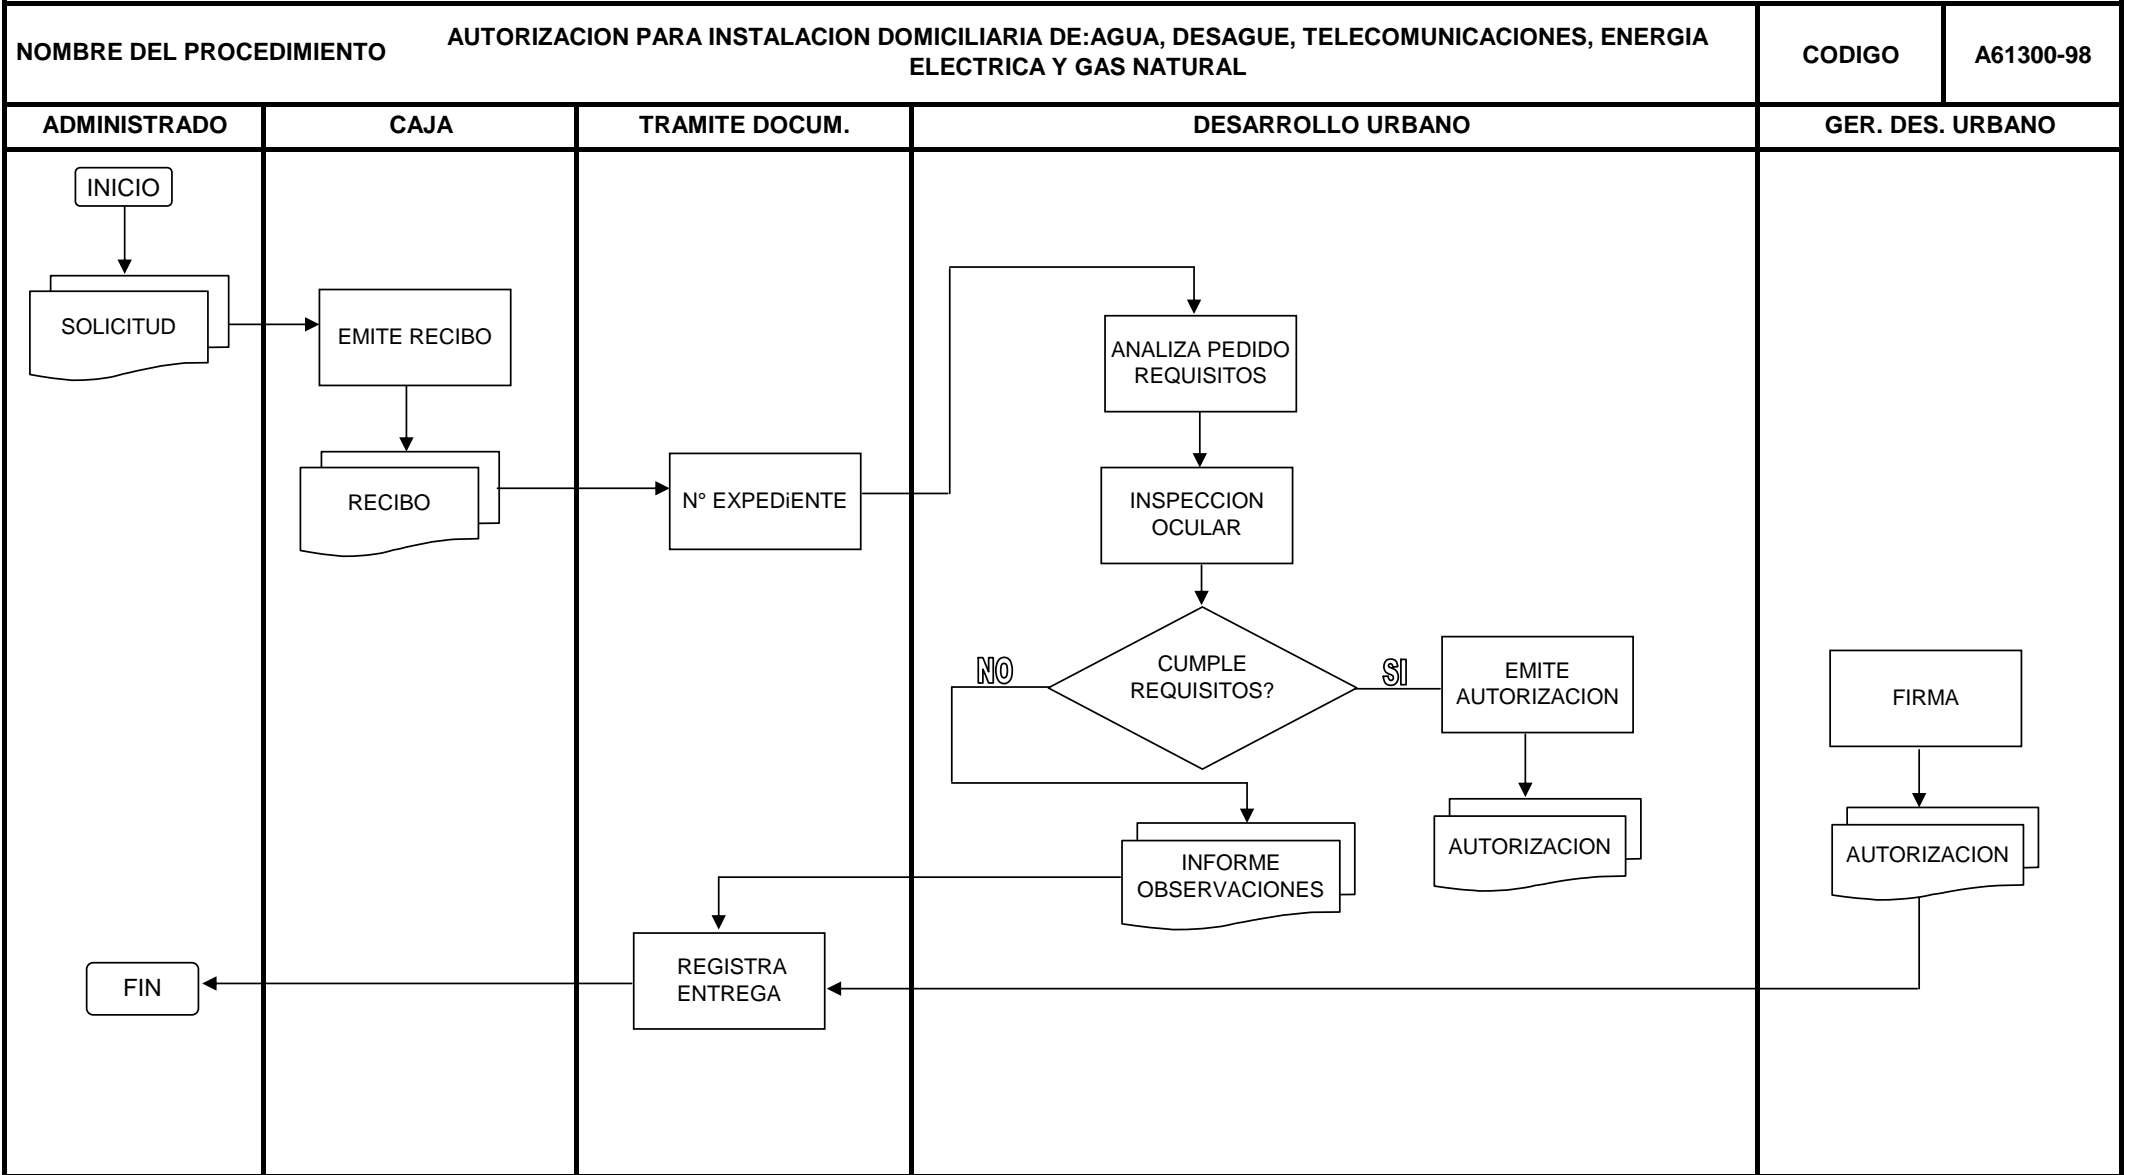 NOMBRE DEL PROCEDIMIENTO
AUTORIZACION PARA INSTALACION DOMICILIARIA DE:AGUA, DESAGUE, TELECOMUNICACIONES, ENERGIA
ELECTRICA Y GAS NATURAL
CODIGO
A61300-98
ADMINISTRADO
CAJA
TRAMITE DOCUM.
DESARROLLO URBANO
GER. DES. URBANO
INICIO
SOLICITUD
EMITE RECIBO
RECIBO
N° EXPEDiENTE
ANALIZA PEDIDO
REQUISITOS
INSPECCION
OCULAR
CUMPLE
REQUISITOS?
NO
SI
EMITE
AUTORIZACION
AUTORIZACION
INFORME
OBSERVACIONES
FIRMA
AUTORIZACION
REGISTRA
ENTREGA
FIN